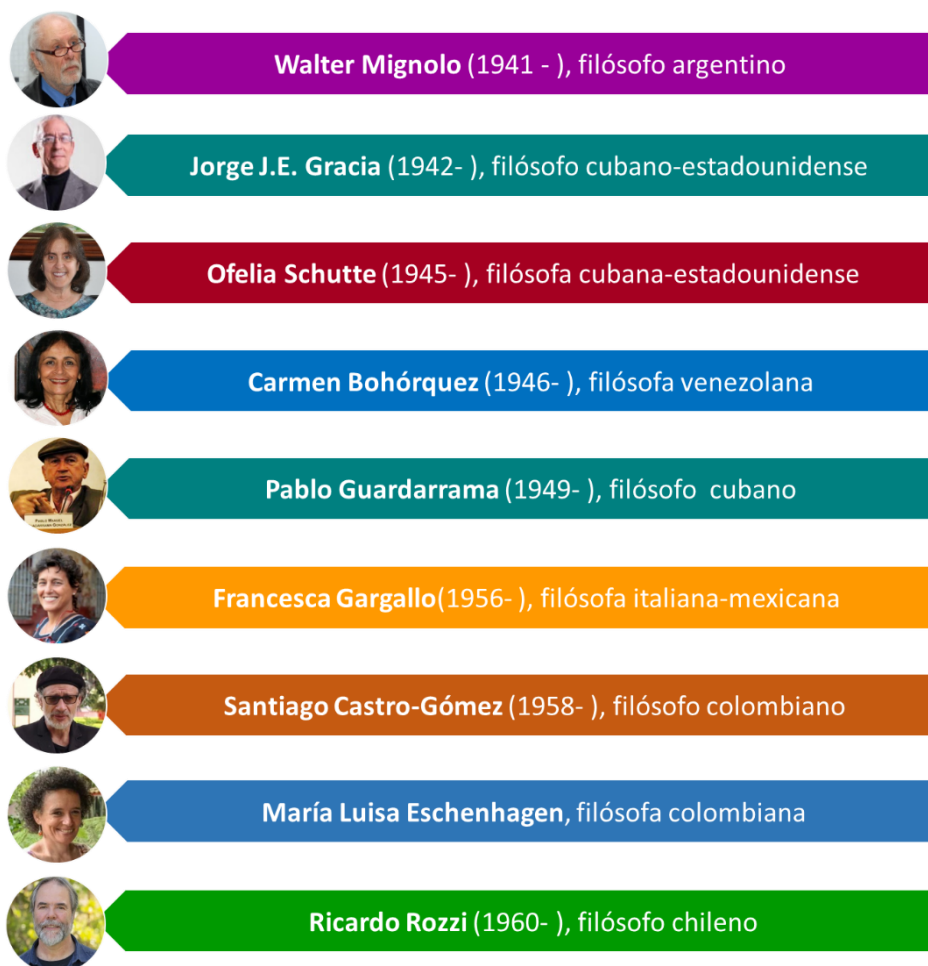 Walter Mignolo (1941 - ), filósofo argentino
Jorge J.E. Gracia (1942- ), filósofo cubano-estadounidense
Ofelia Schutte (1945- ), filósofa cubana-estadounidense
Carmen Bohórquez (1946- ), filósofa venezolana
Pablo Guardarrama (1949- ), filósofo  cubano
PABLO
Francesca Gargallo(1956- ), filósofa italiana-mexicana
Santiago Castro-Gómez (1958- ), filósofo colombiano
María Luisa Eschenhagen, filósofa colombiana
Ricardo Rozzi (1960- ), filósofo chileno